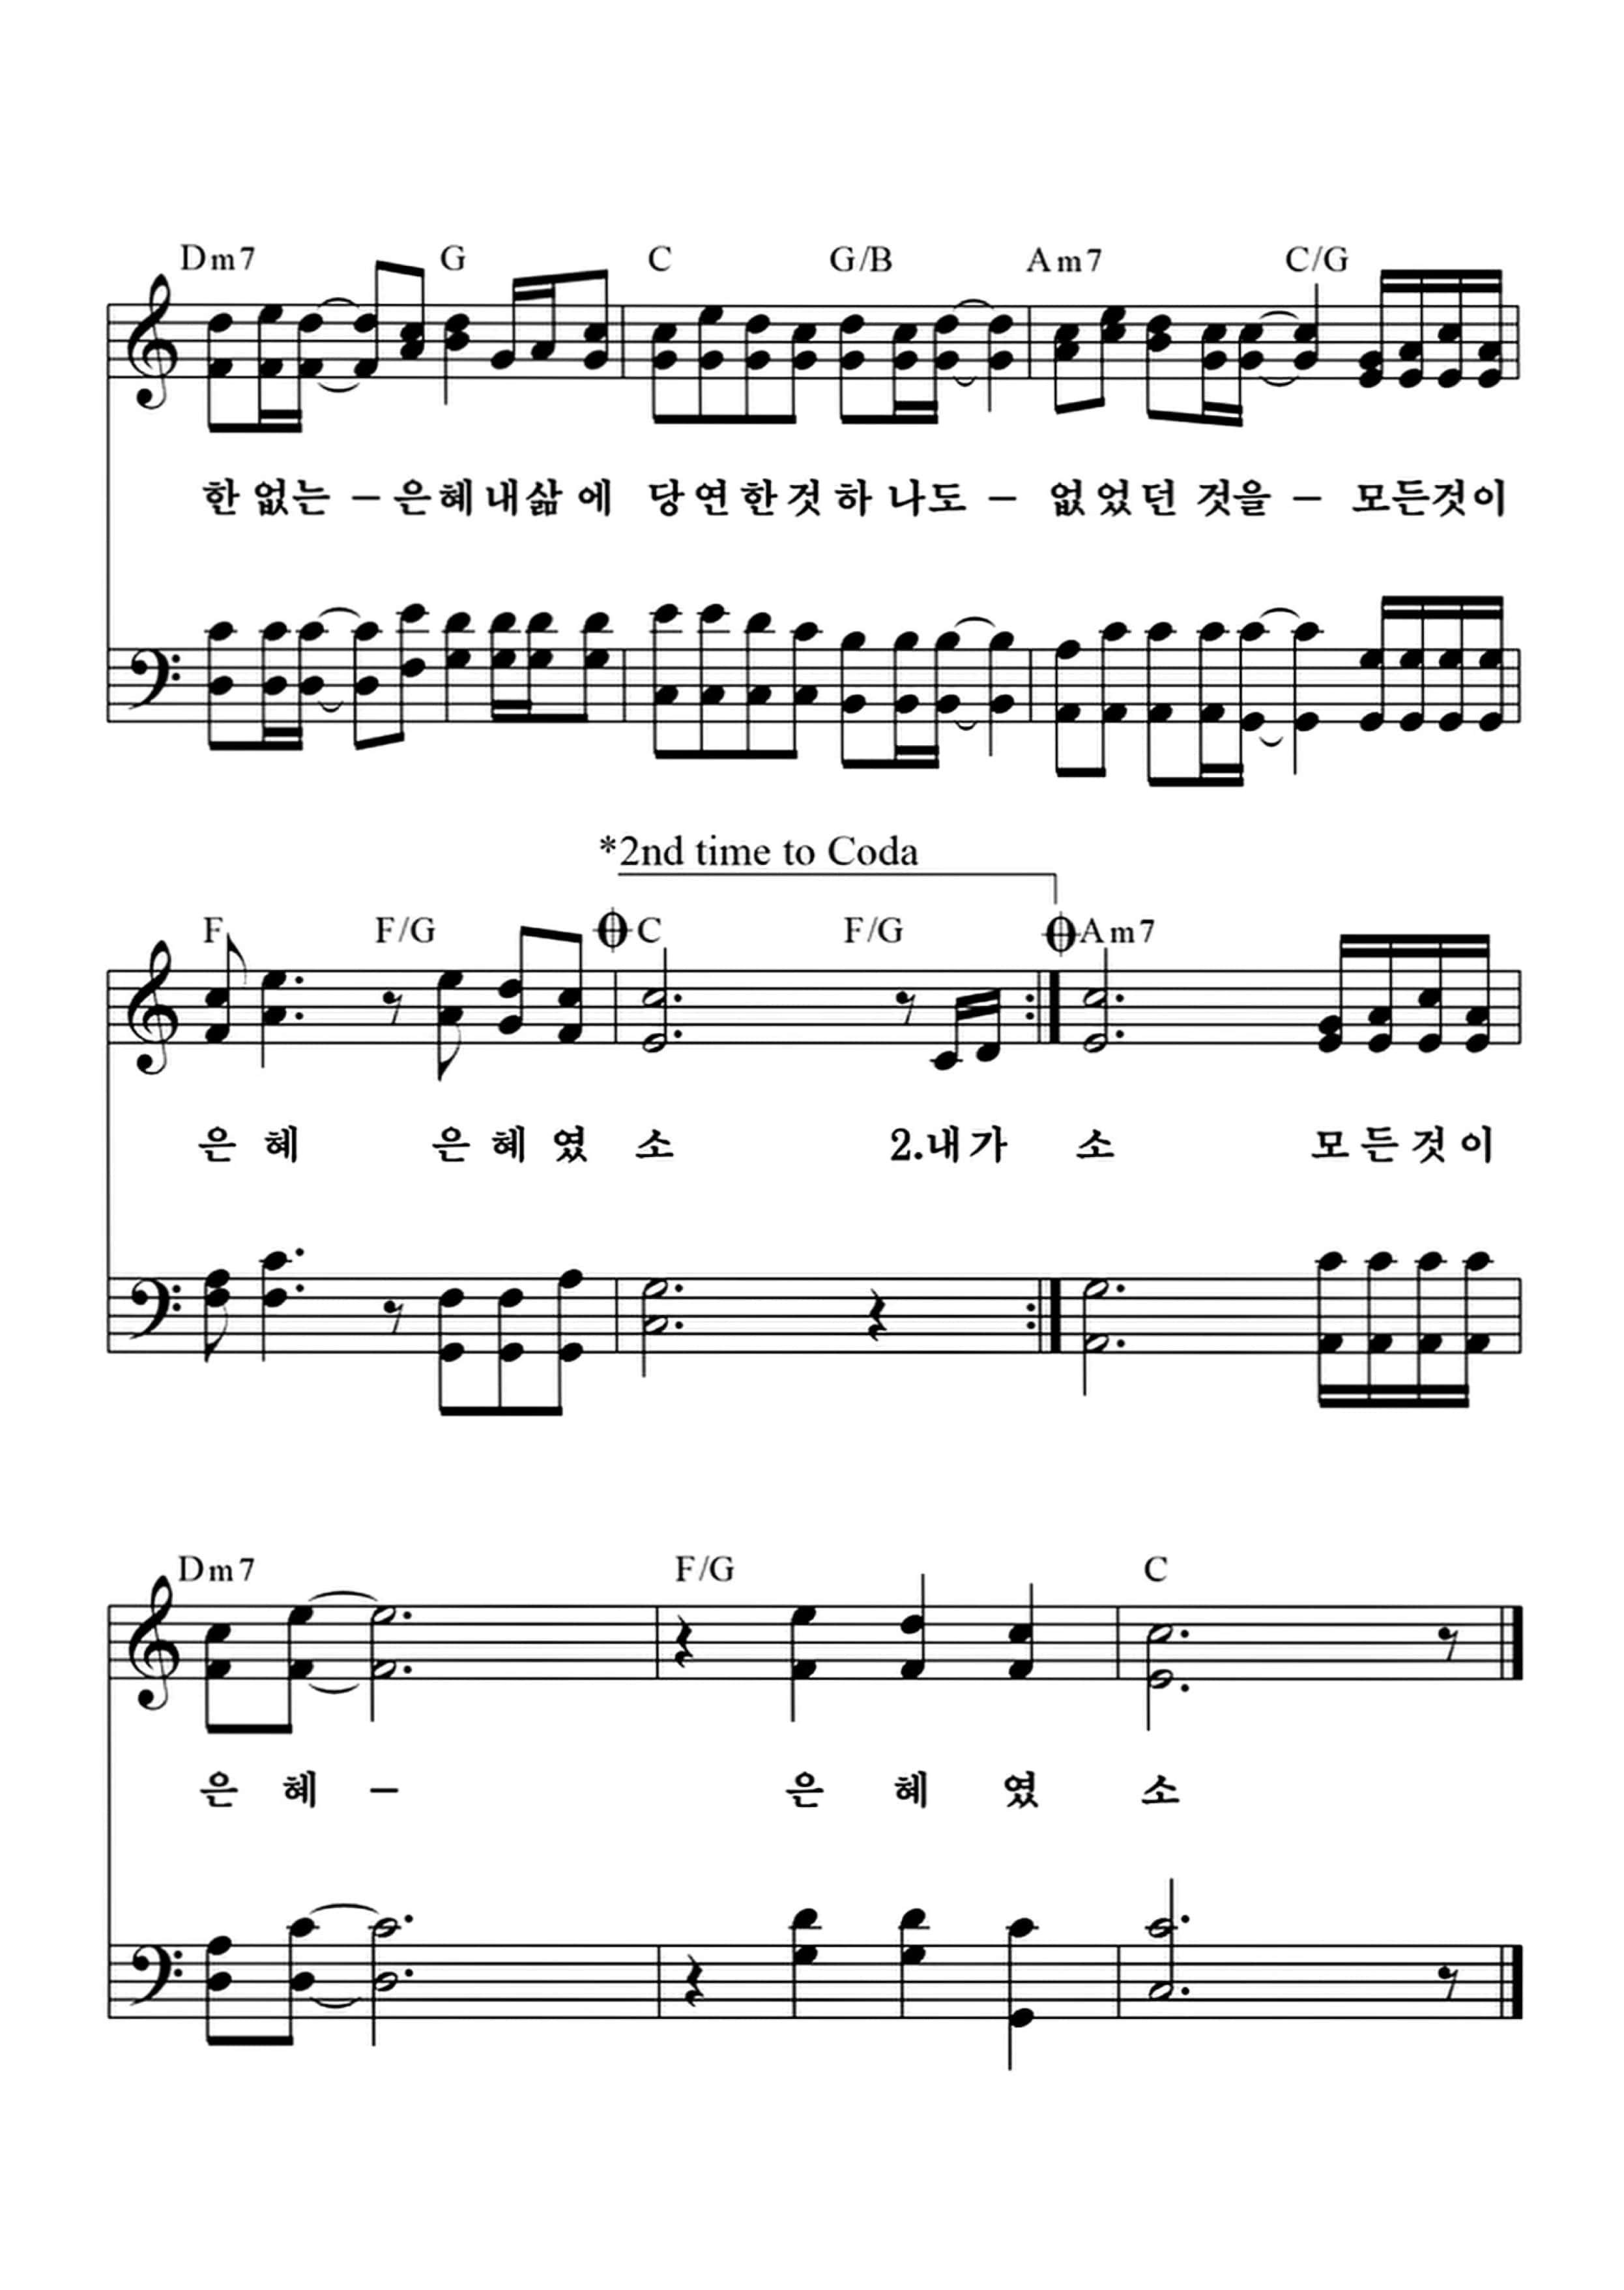 Dm7 G C G/B Am7 C/G
한 없는 - 은혜 내삶 에 당연한것하 나도 - 없었던 것을 - 모든것이
*2nd time to Coda
F F/G C F/G Am7
은 혜 은 혜 였 소 2.내가 소 모든것이
Dm7 F/G C
은 혜 - 은 혜 였 소